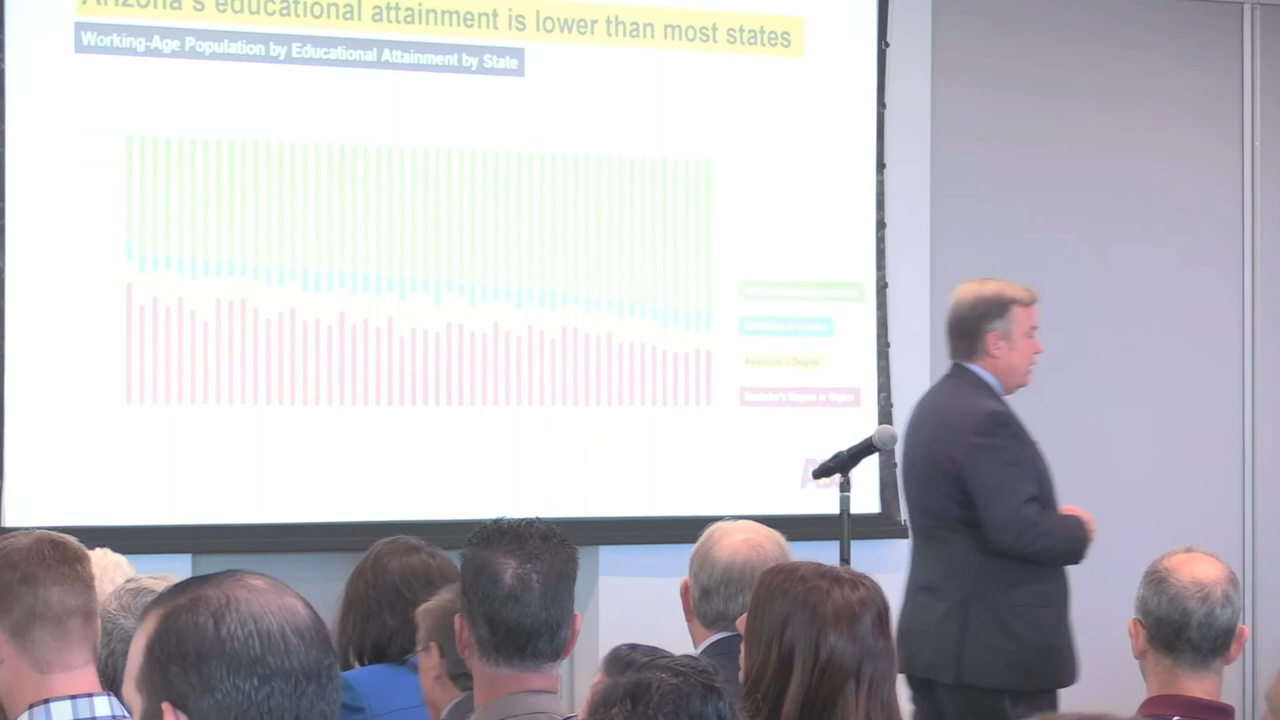 Arizona's educational attainment is lower than most states
Working-Age Population by Educational Attainment by State
Associate's Degree
Bachelor's Degree or Higher